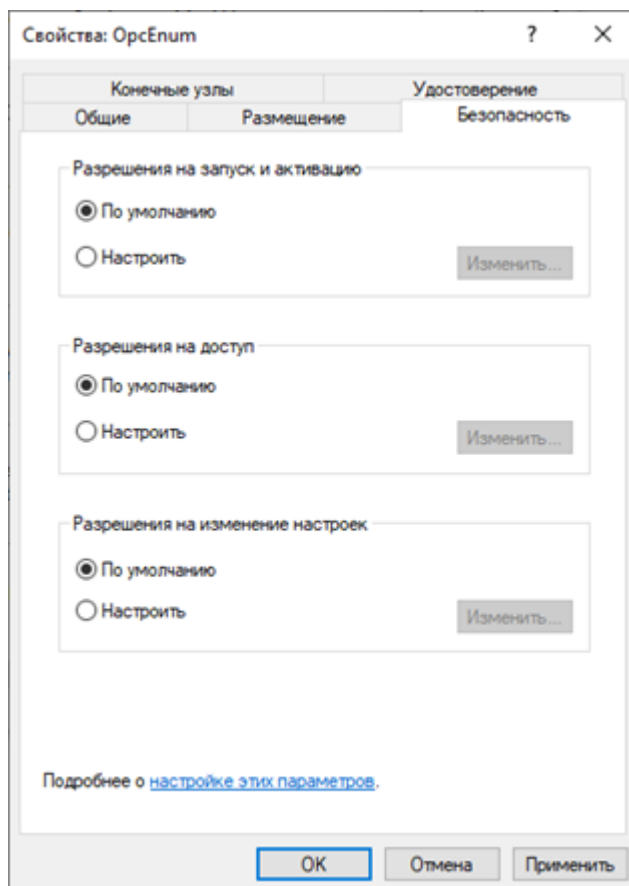 Свойства: OpcEnum
?
Конечные узлы
Удостоверение
Общие
Размещение
Безопасность
Разрешения на запуск и активацию
По умолчанию
Настроить
Изменить...
Разрешения на доступ
По умолчанию
Настроить
Изменить...
Разрешения на изменение настроек
По умолчанию
Настроить
Изменить...
Подробнее о настройке этих параметров.
OK
Отмена
Применить